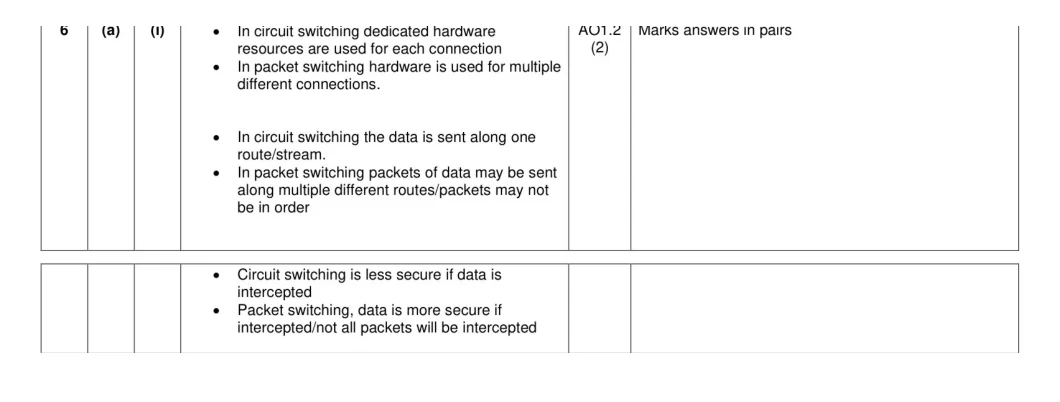 6 (a) (i) • In circuit switching dedicated hardware AO1.2 Marks answers in pairs
resources are used for each connection (2)
• In packet switching hardware is used for multiple
different connections.
• In circuit switching the data is sent along one
route/stream.
• In packet switching packets of data may be sent
along multiple different routes/packets may not
be in order
• Circuit switching is less secure if data is
intercepted
• Packet switching, data is more secure if
intercepted/not all packets will be intercepted